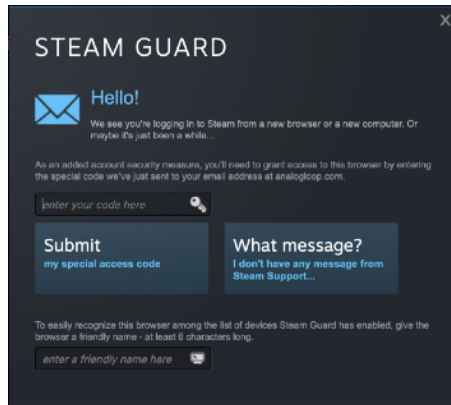 X
STEAM GUARD
Hello!
We see you're logging in to Steam from a new browser or a new computer. Or
maybe it's just been a while...
As an added account security measure, you'll need to grant access to this browser by entering
the special code we've just sent to your email address at analogloop.com.
enter your code here
Submit
my special access code
What message?
I don't have any message from
Steam Support...
To easily recognize this browser among the list of devices Steam Guard has enabled, give the
browser a friendly name - at least 6 characters long.
enter a friendly name here